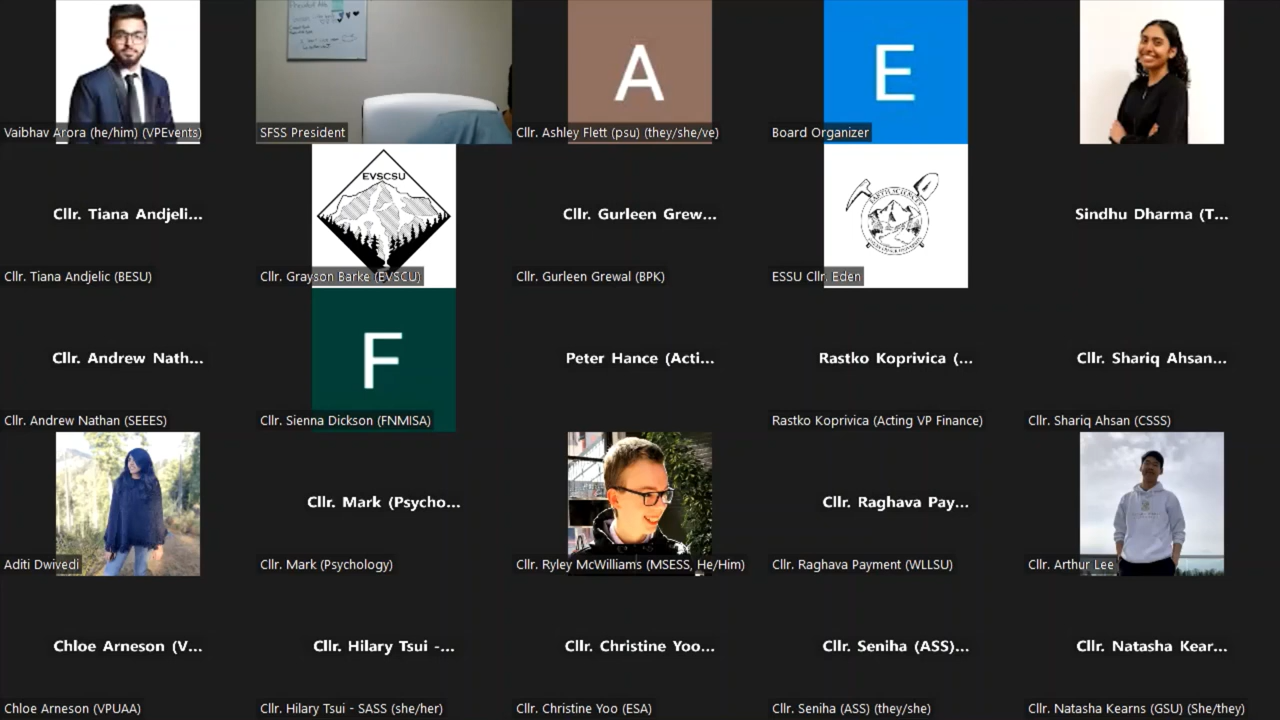 Vaibhav Arora (he/him) (VPEvents)
SFSS President
A
Cllr. Ashley Flett (psu) (they/she/ve)
E
Board Organizer
Cllr. Tiana Andjeli...
Cllr. Tiana Andjelic (BESU)
EVSCSU
Cllr. Grayson Barke (EVSCU)
Cllr. Gurleen Grew...
Cllr. Gurleen Grewal (BPK)
EARTH SCIENCES
ESSU Cllr. Eden
Sindhu Dharma (T...
Cllr. Andrew Nath...
Cllr. Andrew Nathan (SEEES)
F
Cllr. Sienna Dickson (FNMISA)
Peter Hance (Acti...
Rastko Koprivica (...
Rastko Koprivica (Acting VP Finance)
Cllr. Shariq Ahsan...
Cllr. Shariq Ahsan (CSSS)
Aditi Dwivedi
Cllr. Mark (Psycho...
Cllr. Mark (Psychology)
Cllr. Ryley McWilliams (MSESS, He/Him)
Cllr. Raghava Pay...
Cllr. Raghava Payment (WLLSU)
Cllr. Arthur Lee
Chloe Arneson (V...
Chloe Arneson (VPUAA)
Cllr. Hilary Tsui -...
Cllr. Hilary Tsui - SASS (she/her)
Cllr. Christine Yoo...
Cllr. Christine Yoo (ESA)
Cllr. Seniha (ASS)...
Cllr. Seniha (ASS) (they/she)
Cllr. Natasha Kear...
Cllr. Natasha Kearns (GSU) (She/they)